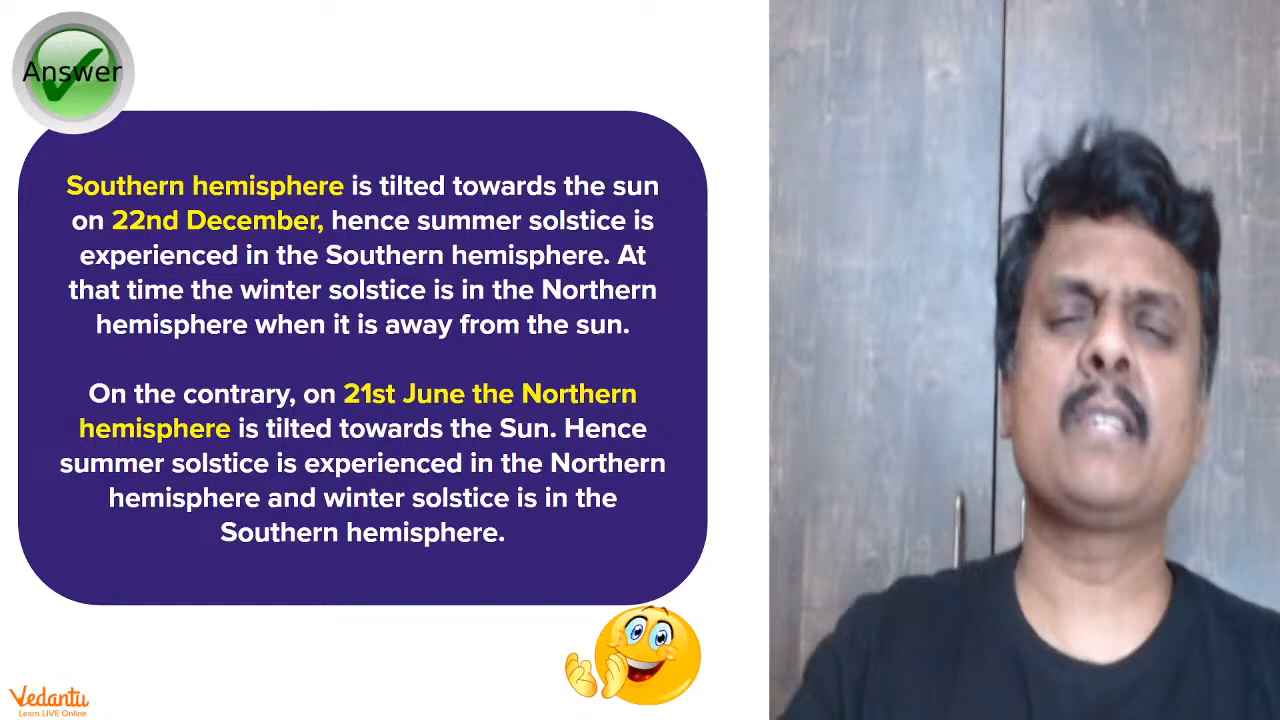 Answer
Southern hemisphere is tilted towards the sun
on 22nd December, hence summer solstice is
experienced in the Southern hemisphere. At
that time the winter solstice is in the Northern
hemisphere when it is away from the sun.
On the contrary, on 21st June the Northern
hemisphere is tilted towards the Sun. Hence
summer solstice is experienced in the Northern
hemisphere and winter solstice is in the
Southern hemisphere.
Vedantu
Learn LIVE Online